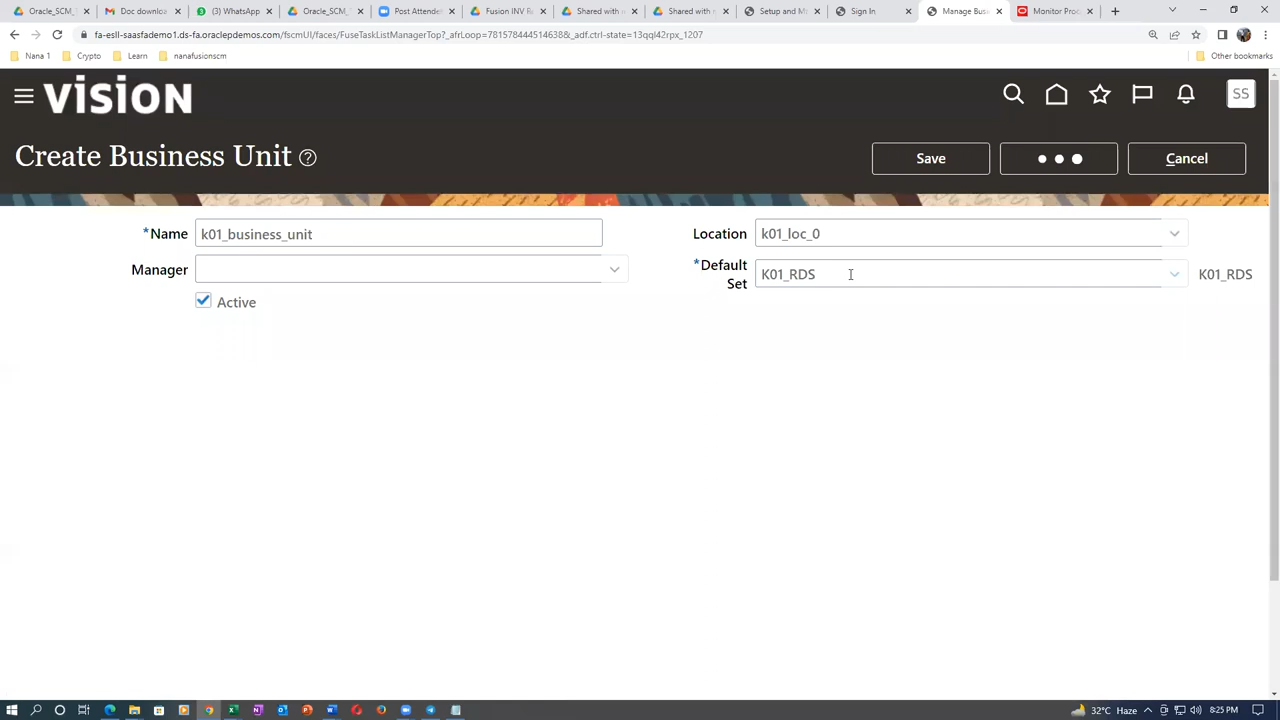 Oracle_SCM_
Doc downloa
(3) WhatsApp
Oracle_SCM_
Post Attende
Fusion INV R
Shared with
Shared with
Setup and M
Sign In
Manage Busi
Monitor Proc
fa-esll-saasfademo1.ds-fa.oraclepdemos.com/fscmUI/faces/FuseTaskListManagerTop?_afrLoop=7815784445146388&_adf.ctrl-state=13qql42rpx_1207
Nana 1
Crypto
Learn
nanafusionscm
Other bookmarks
VISION
SS
Create Business Unit ?
Save
Cancel
*Name k01_business_unit
Location k01_loc_0
Manager
*Default Set K01_RDS K01_RDS
Active
32°C Haze
ENG
8:25 PM